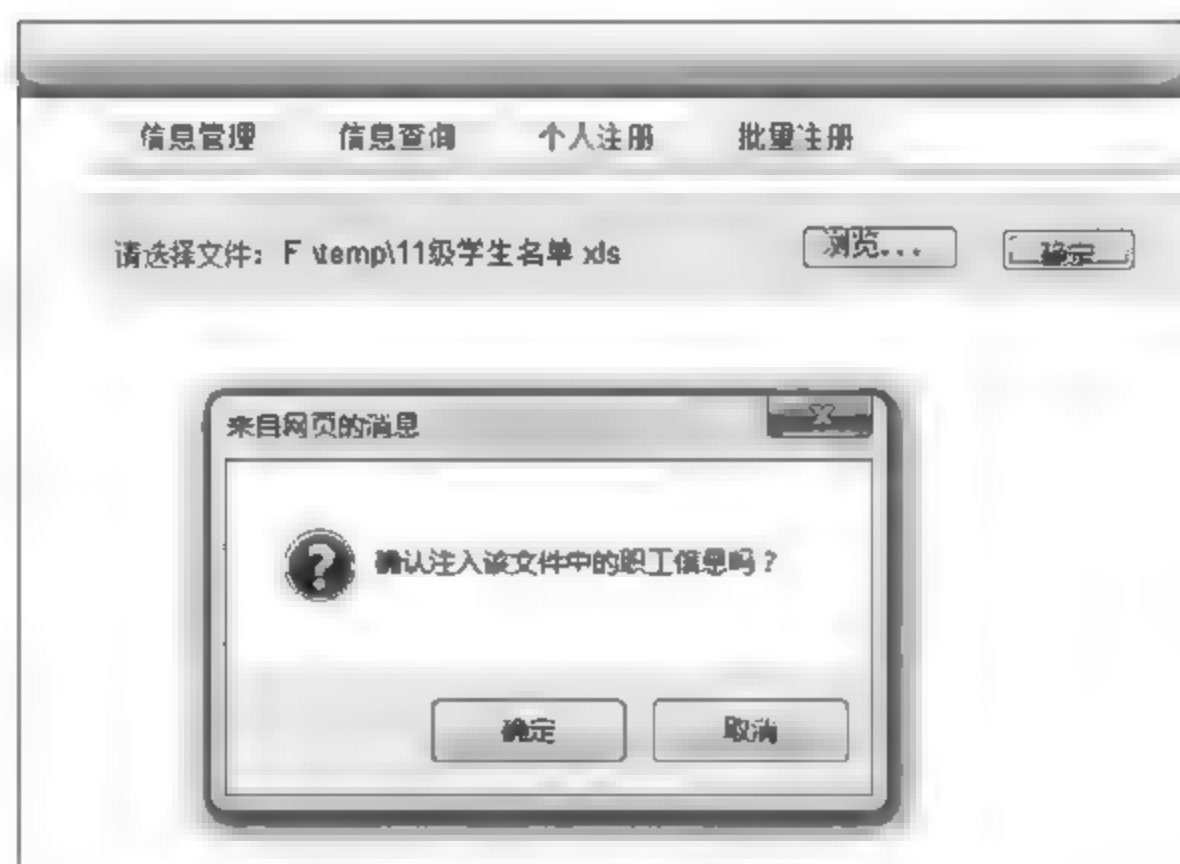 信息管理 信息查询 个人注册 批量注册
请选择文件：F \temp\11级学生名单 xls 浏览... 确定
来自网页的消息 X
确认注入该文件中的职工信息吗？
确定 取消